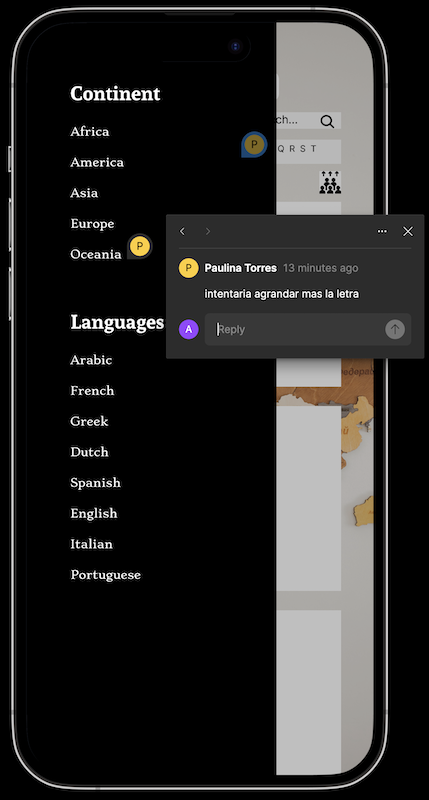 Continent
Africa
America
Asia
Europe
Oceania
Languages
Arabic
French
Greek
Dutch
Spanish
English
Italian
Portuguese
ch...
P
Q R S T
P
P
Paulina Torres 13 minutes ago
intentaria agrandar mas la letra
A
Reply